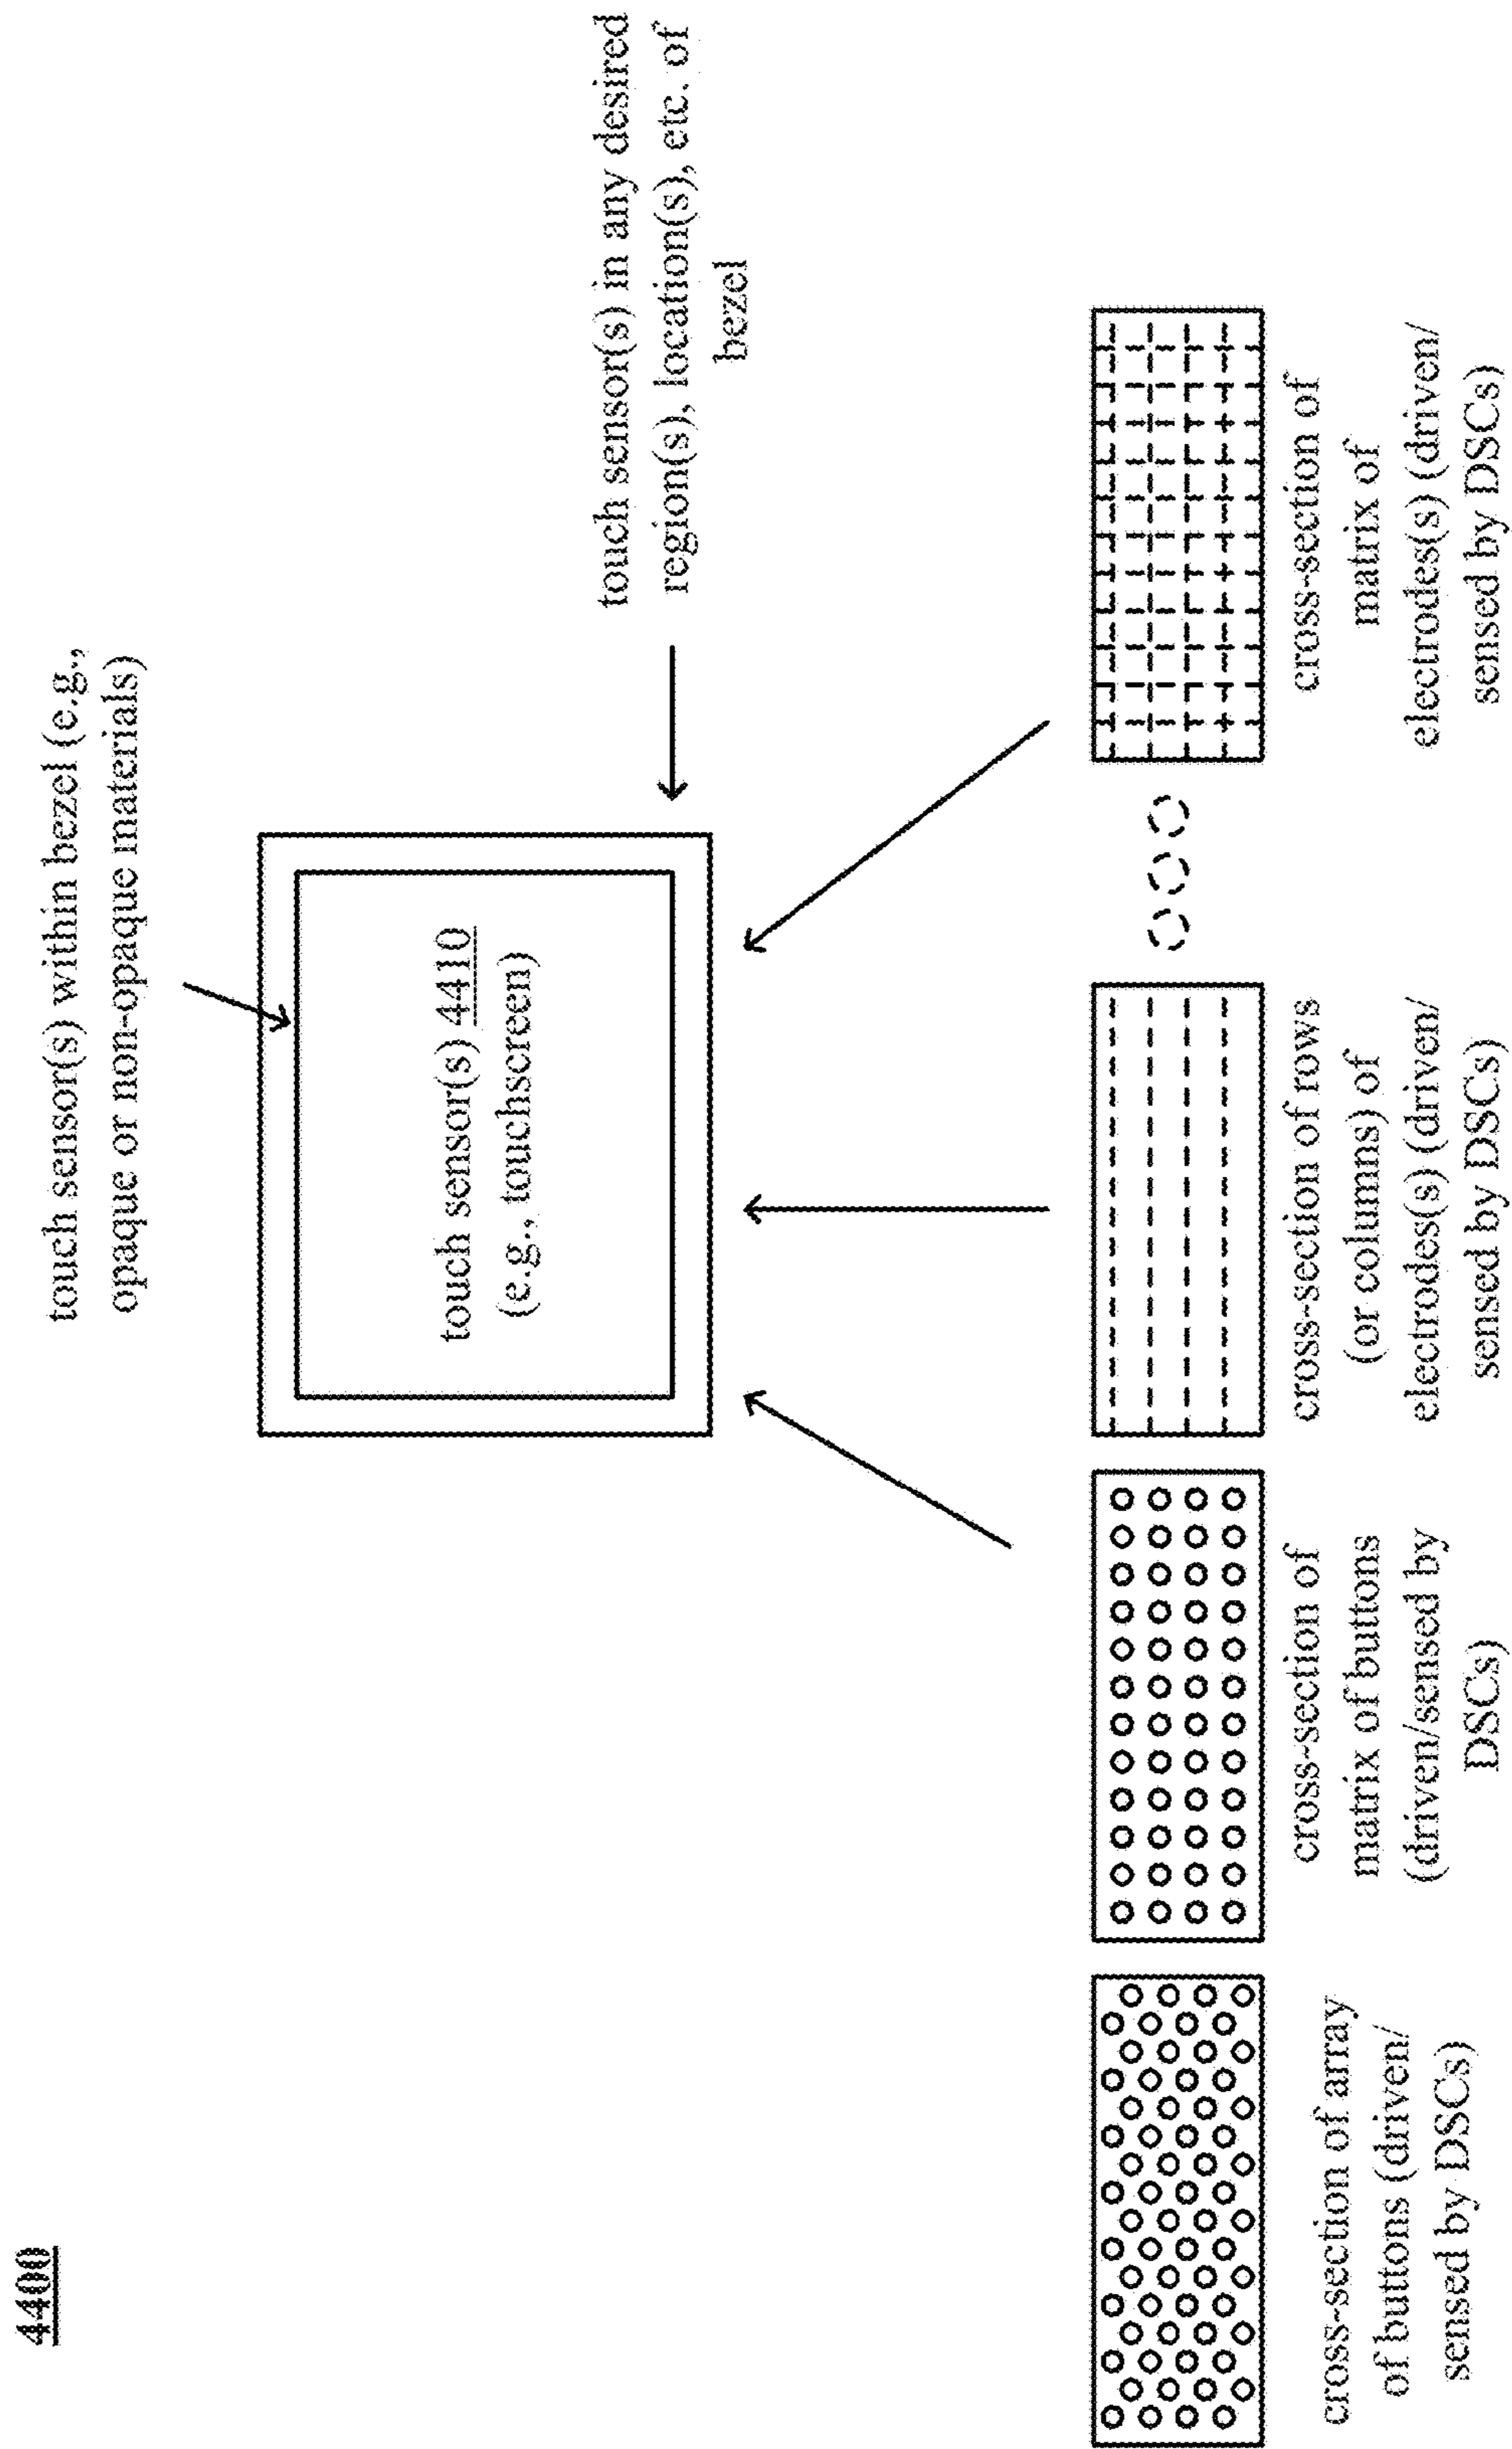 4400
touch sensor(s) within bezel (e.g.,
opaque or non-opaque materials)
touch sensor(s) 4410
(e.g., touchscreen)
touch sensor(s) in any desired
region(s), location(s), etc. of
bezel
cross-section of array
of buttons (driven/
sensed by DSCs)
cross-section of
matrix of buttons
(driven/sensed by
DSCs)
cross-section of rows
(or columns) of
electrodes(s) (driven/
sensed by DSCs)
cross-section of
matrix of
electrodes(s) (driven/
sensed by DSCs)